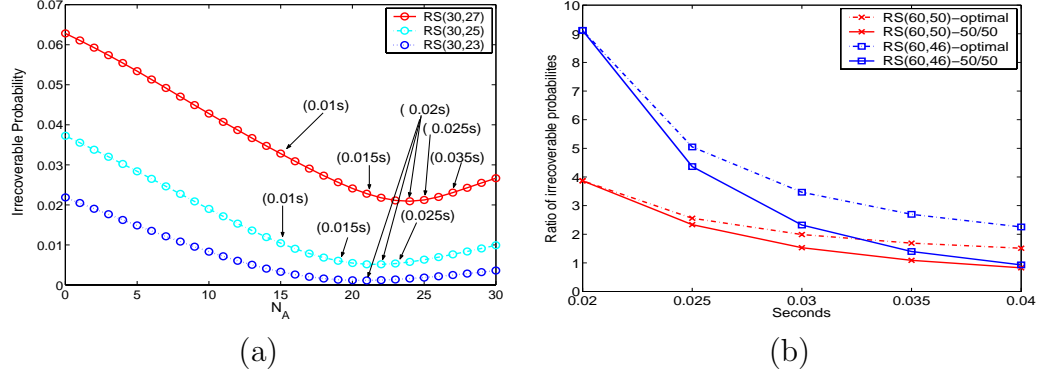 0.07
0.06
0.05
0.04
0.03
0.02
0.01
0
Irrecoverable Probability
RS(30,27)
RS(30,25)
RS(30,23)
(0.01s)
( 0.02s)
( 0.025s)
(0.015s)
(0.035s)
(0.01s)
(0.015s)
(0.025s)
0 5 10 15 20 25 30
N_A
(a)
10
9
8
7
6
5
4
3
2
1
0
Ratio of irrecoverable probabilites
RS(60,50)−optimal
RS(60,50)−50/50
RS(60,46)−optimal
RS(60,46)−50/50
0.02 0.025 0.03 0.035 0.04
Seconds
(b)